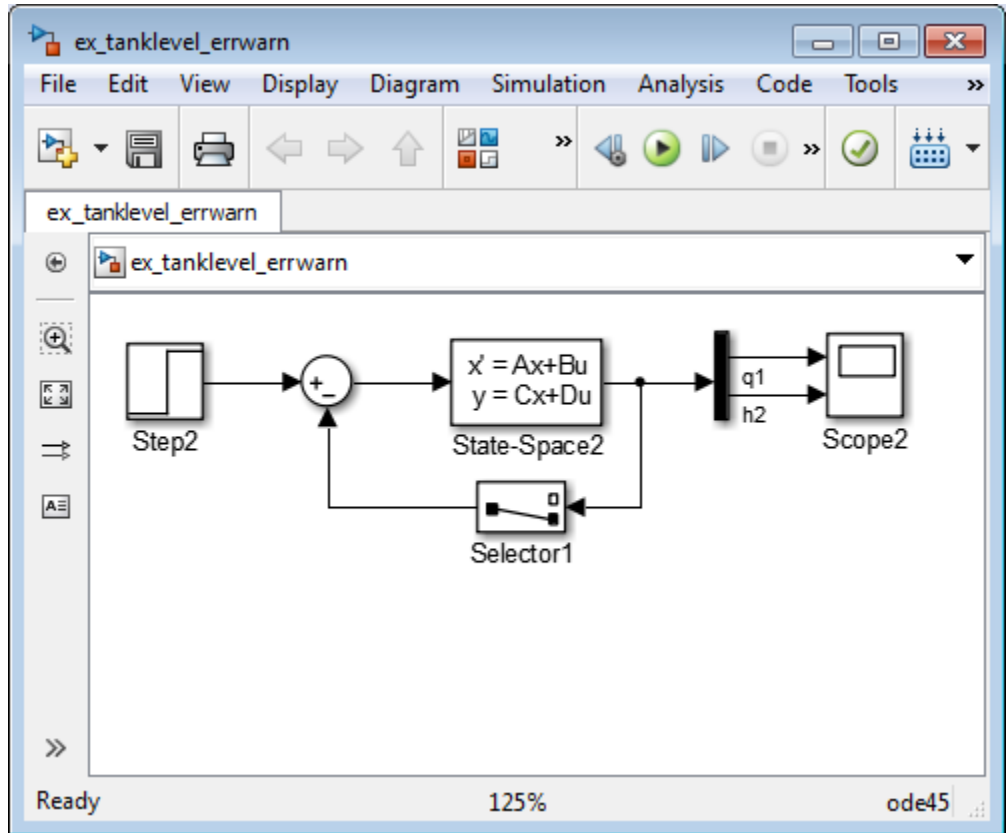 ex_tanklevel_errwarn
File Edit View Display Diagram Simulation Analysis Code Tools »
» »
ex_tanklevel_errwarn
ex_tanklevel_errwarn
Step2
+
−
x' = Ax+Bu
y = Cx+Du
State-Space2
q1
h2
Scope2
Selector1
»
Ready 125% ode45